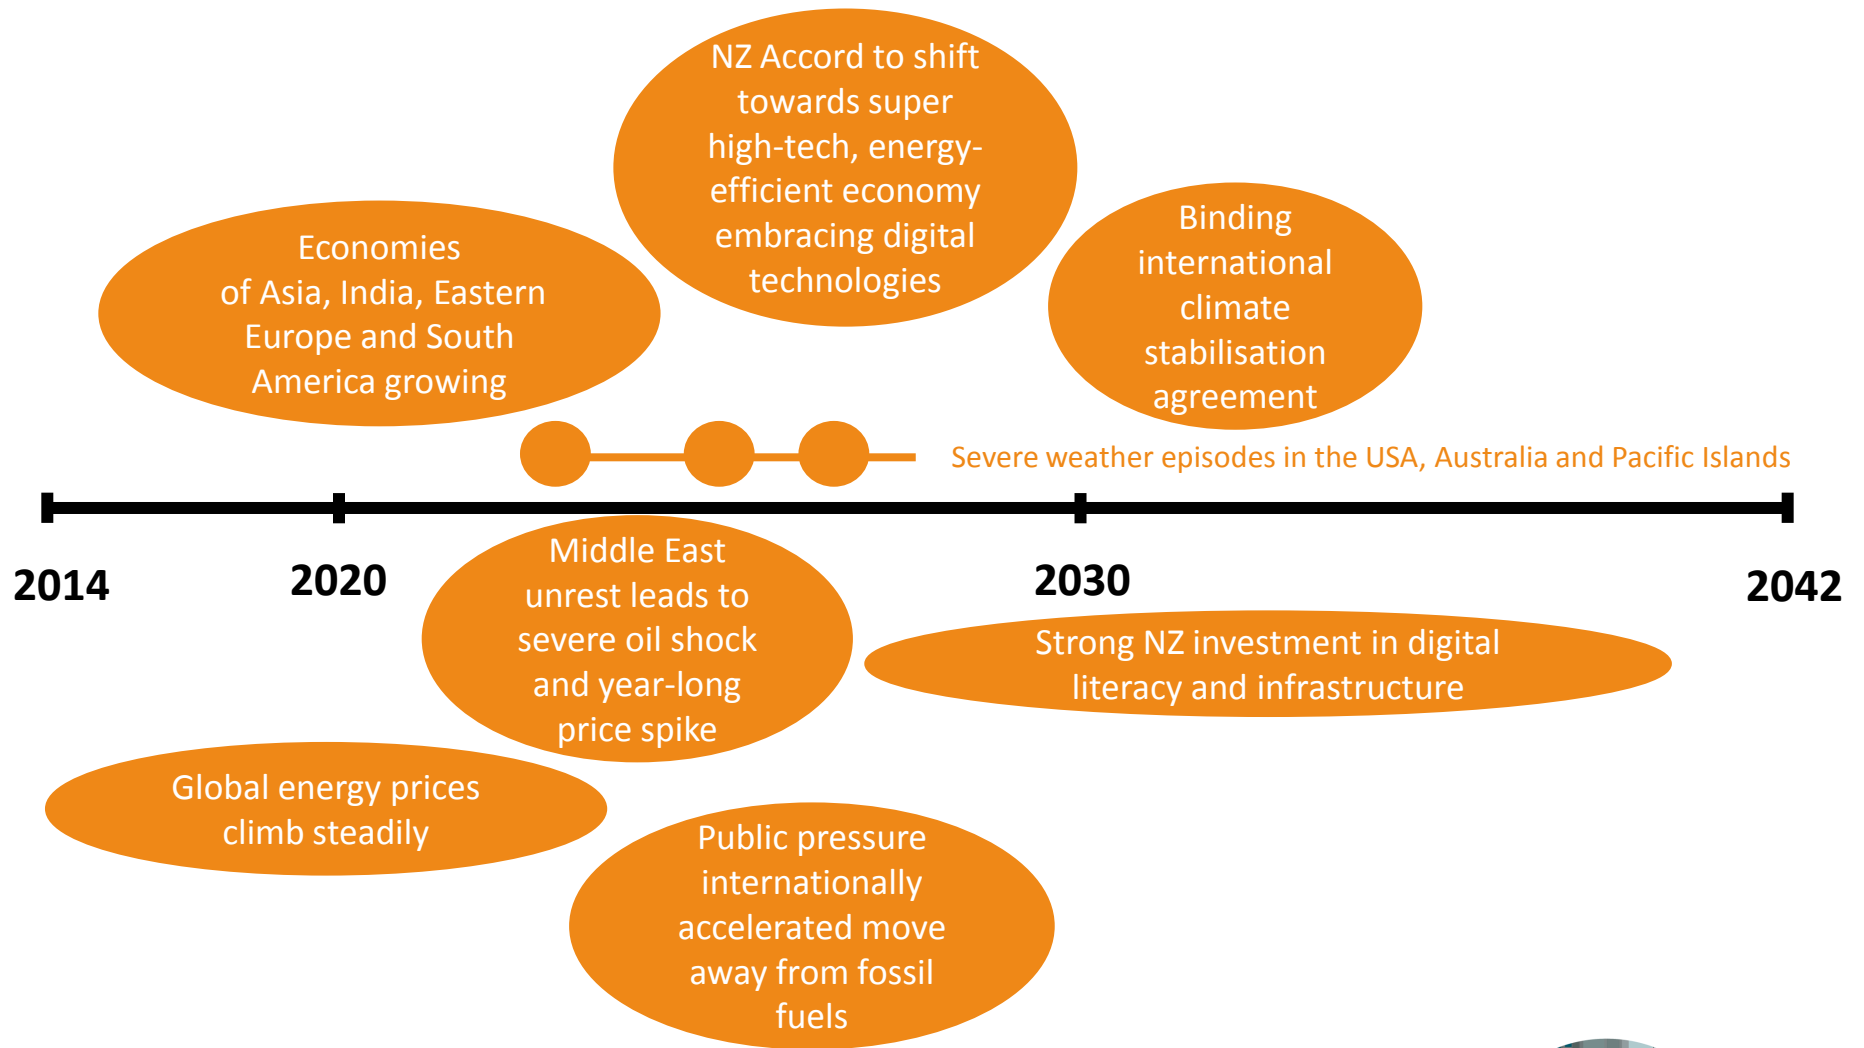 NZ Accord to shift
towards super
high-tech, energy-
efficient economy
embracing digital
technologies
Economies
of Asia, India, Eastern
Europe and South
America growing
Binding
international
climate
stabilisation
agreement
Severe weather episodes in the USA, Australia and Pacific Islands
2014
2020
2030
2042
Middle East
unrest leads to
severe oil shock
and year-long
price spike
Strong NZ investment in digital
literacy and infrastructure
Global energy prices
climb steadily
Public pressure
internationally
accelerated move
away from fossil
fuels